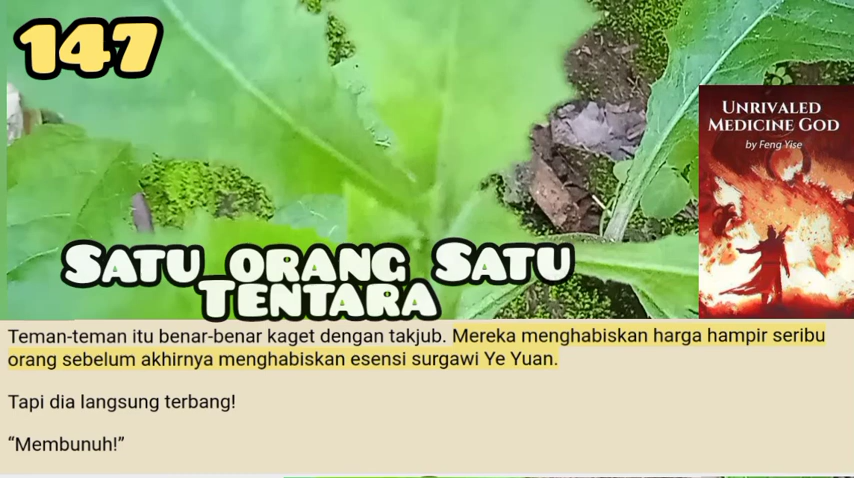 147
UNRIVALED
MEDICINE GOD
by Feng Yise
SATU ORANG SATU
TENTARA
Teman-teman itu benar-benar kaget dengan takjub. Mereka menghabiskan harga hampir seribu
orang sebelum akhirnya menghabiskan esensi surgawi Ye Yuan.
Tapi dia langsung terbang!
“Membunuh!”